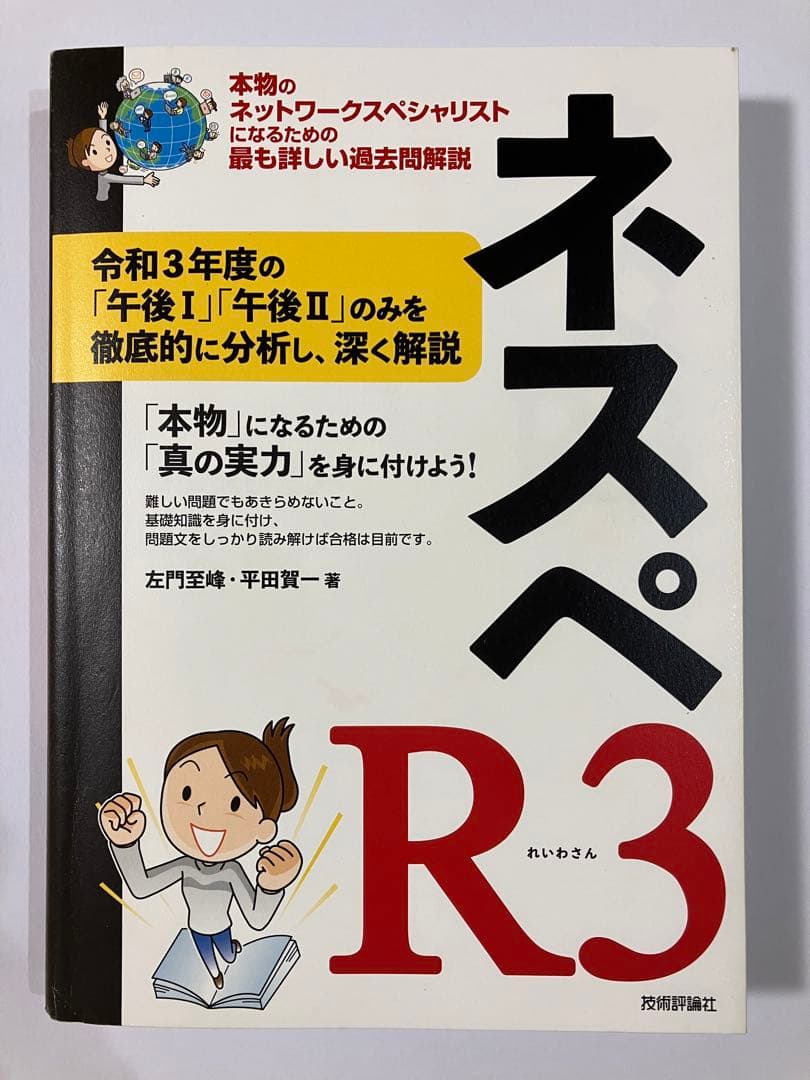 本物の
ネットワークスペシャリスト
になるための
最も詳しい過去問解説
ネスペ
令和3年度の
「午後Ⅰ」「午後Ⅱ」のみを
徹底的に分析し、深く解説
「本物」になるための
「真の実力」を身に付けよう!
難しい問題でもあきらめないこと。
基礎知識を身に付け、
問題文をしっかり読み解けば合格は目前です。
左門至峰・平田賀一 著
R3
れいわさん
技術評論社